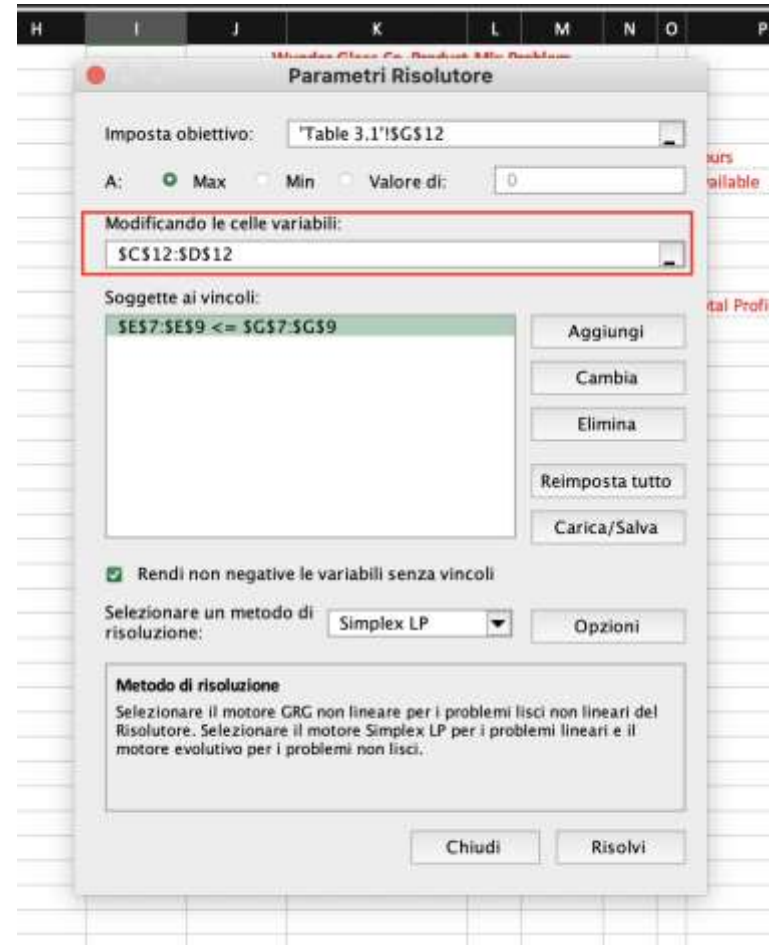 H I J K L M N O P
Parametri Risolutore
Imposta obiettivo: 'Table 3.1'!$G$12
A: Max Min Valore di: 0
Modificando le celle variabili:
$C$12:$D$12
Soggette ai vincoli:
$E$7:$E$9 <= $G$7:$G$9
Aggiungi
Cambia
Elimina
Reimposta tutto
Carica/Salva
Rendi non negative le variabili senza vincoli
Selezionare un metodo di
risoluzione:
Simplex LP
Opzioni
Metodo di risoluzione
Selezionare il motore GRG non lineare per i problemi lisci non lineari del
Risolutore. Selezionare il motore Simplex LP per i problemi lineari e il
motore evolutivo per i problemi non lisci.
Chiudi Risolvi